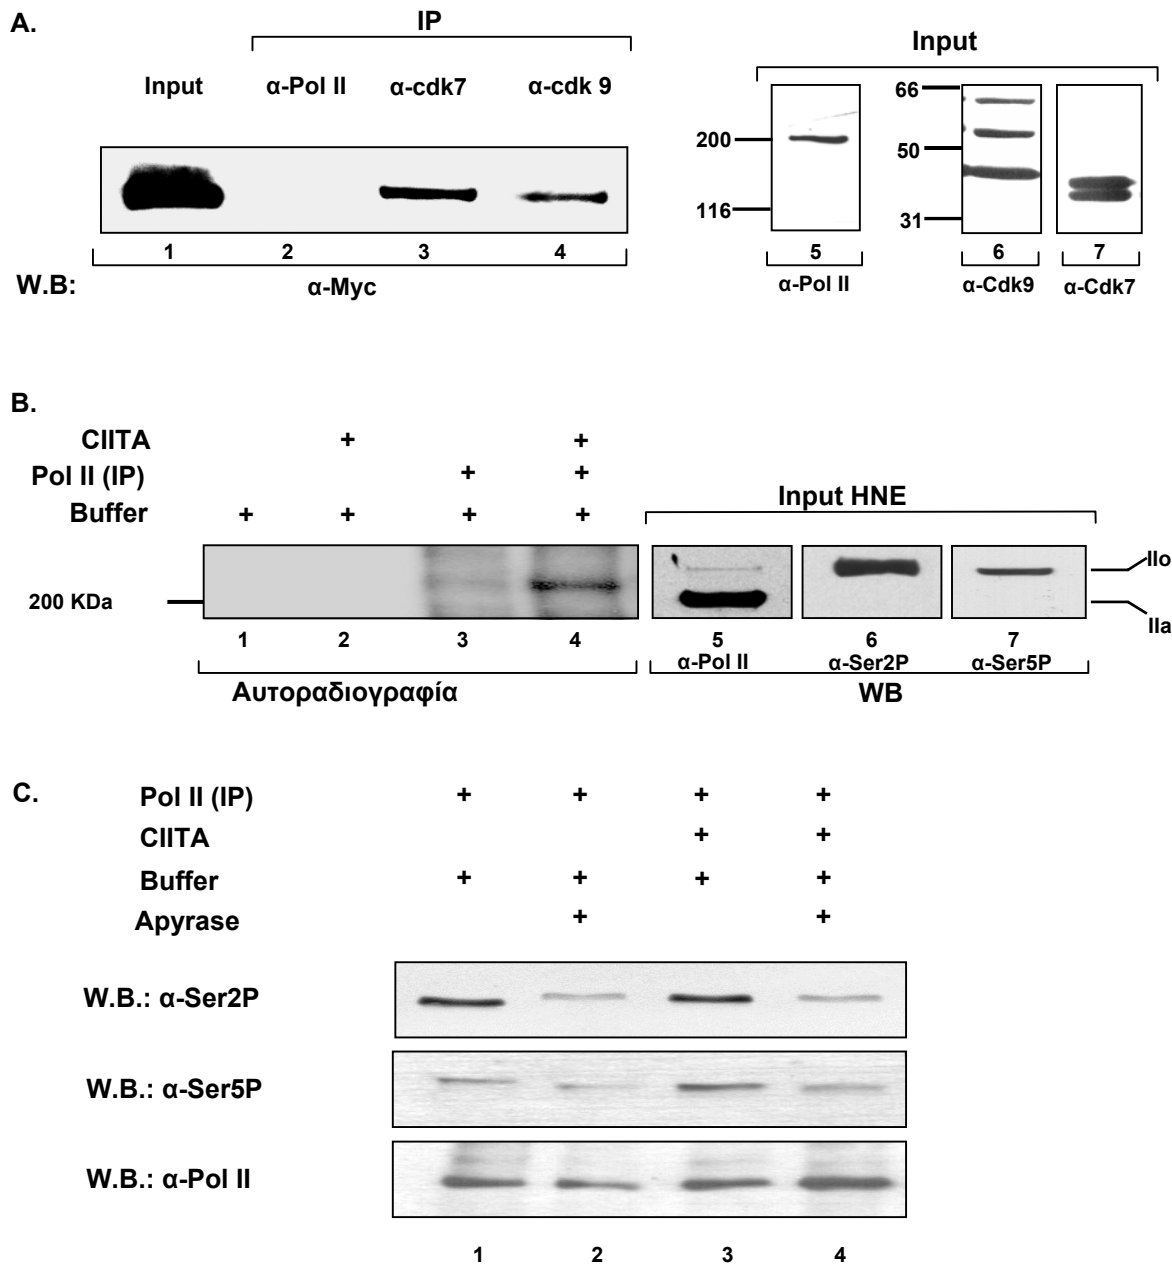 A.
IP
Input α-Pol II α-cdk7 α-cdk 9
1 2 3 4
W.B: α-Myc
Input
200
116
66
50
31
5 6 7
α-Pol II α-Cdk9 α-Cdk7
B.
CIITA + +
Pol II (IP) + +
Buffer + + + +
200 KDa
1 2 3 4
Αυτοραδιογραφία
Input HNE
IIo
IIa
5 6 7
α-Pol II α-Ser2P α-Ser5P
WB
C.
Pol II (IP) + + + +
CIITA + +
Buffer + + + +
Apyrase + +
W.B.: α-Ser2P
W.B.: α-Ser5P
W.B.: α-Pol II
1 2 3 4